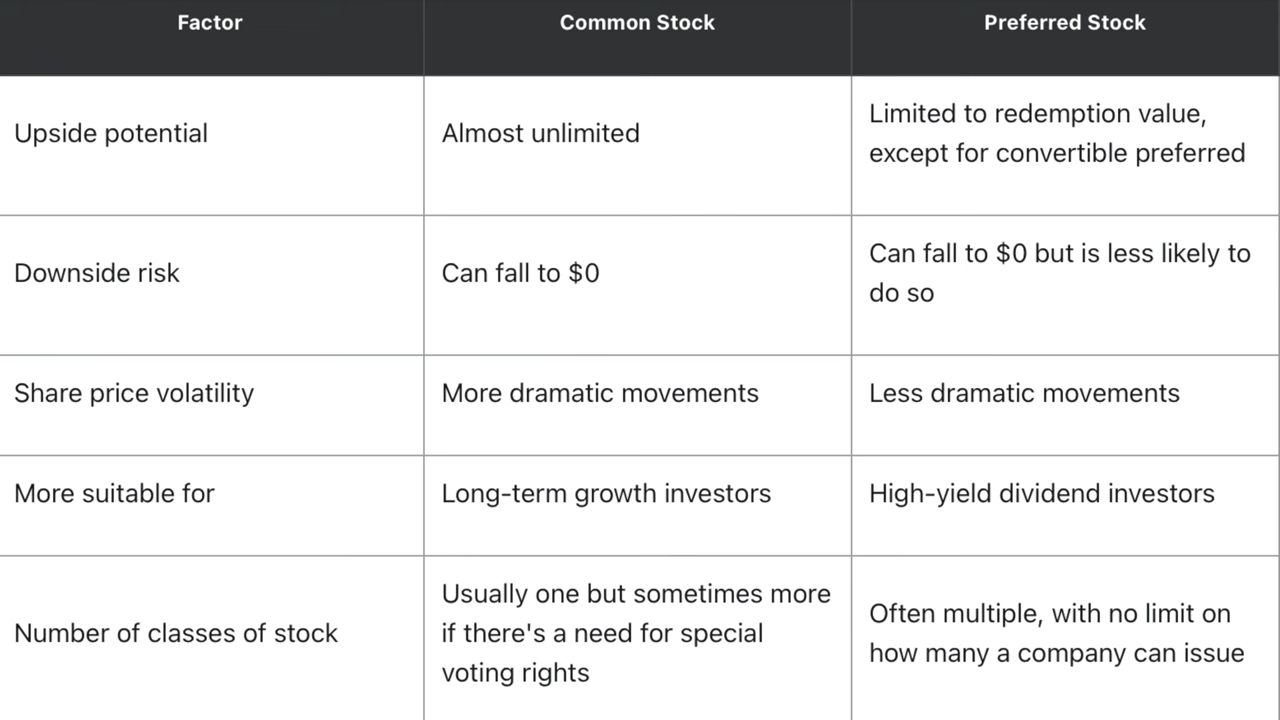 Factor
Common Stock
Preferred Stock
Upside potential
Almost unlimited
Limited to redemption value,
except for convertible preferred
Downside risk
Can fall to $0
Can fall to $0 but is less likely to
do so
Share price volatility
More dramatic movements
Less dramatic movements
More suitable for
Long-term growth investors
High-yield dividend investors
Number of classes of stock
Usually one but sometimes more
if there's a need for special
voting rights
Often multiple, with no limit on
how many a company can issue